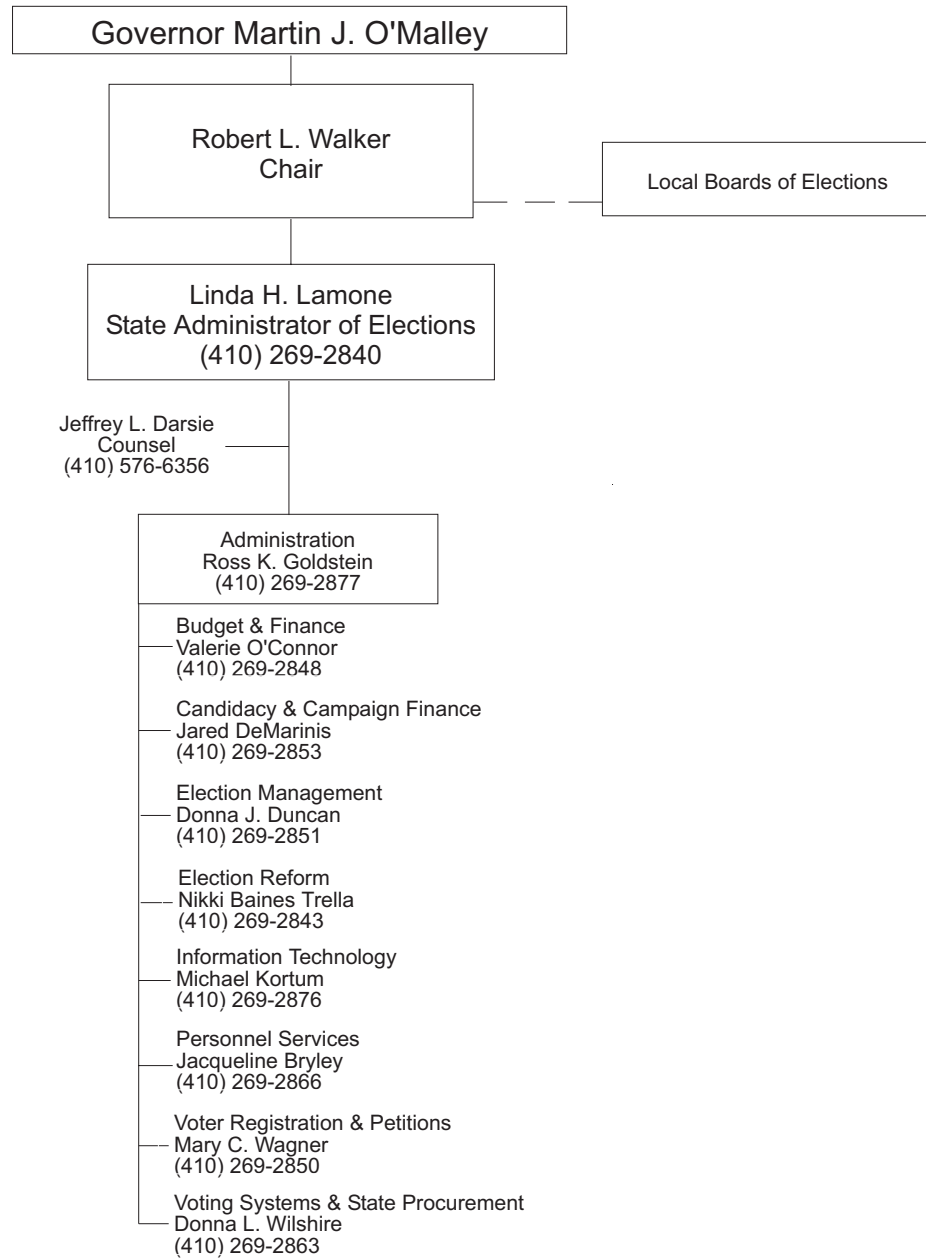 Governor Martin J. O'Malley
Robert L. Walker
Chair
Local Boards of Elections
Linda H. Lamone
State Administrator of Elections
(410) 269-2840
Jeffrey L. Darsie
Counsel
(410) 576-6356
Administration
Ross K. Goldstein
(410) 269-2877
Budget & Finance
Valerie O'Connor
(410) 269-2848
Candidacy & Campaign Finance
Jared DeMarinis
(410) 269-2853
Election Management
Donna J. Duncan
(410) 269-2851
Election Reform
Nikki Baines Trella
(410) 269-2843
Information Technology
Michael Kortum
(410) 269-2876
Personnel Services
Jacqueline Bryley
(410) 269-2866
Voter Registration & Petitions
Mary C. Wagner
(410) 269-2850
Voting Systems & State Procurement
Donna L. Wilshire
(410) 269-2863